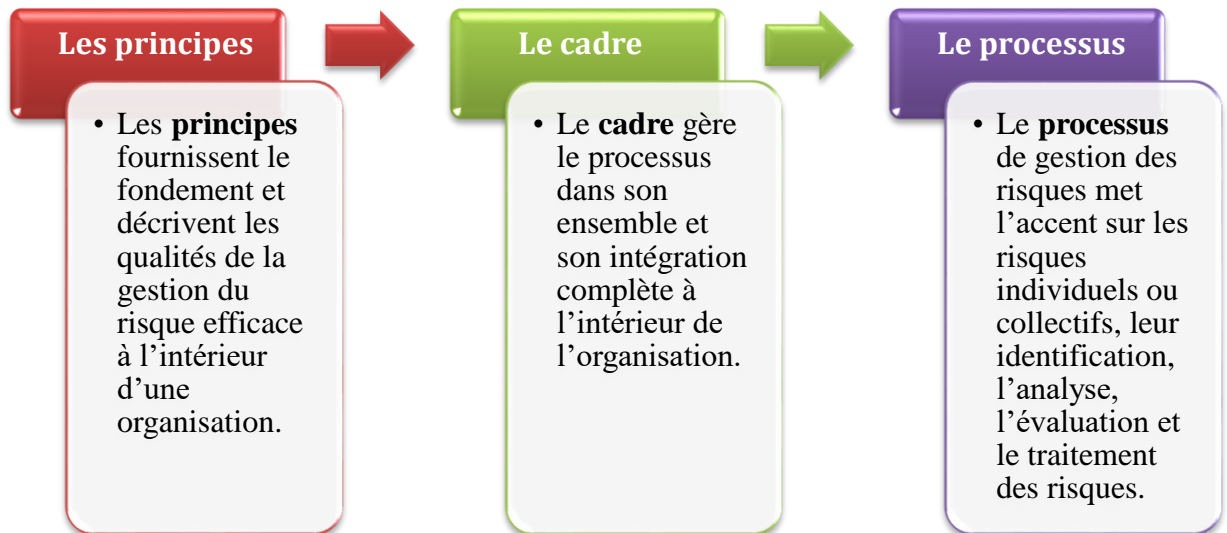 Les principes
• Les principes
fournissent le
fondement et
décrivent les
qualités de la
gestion du
risque efficace
à l’intérieur
d’une
organisation.
Le cadre
• Le cadre gère
le processus
dans son
ensemble et
son intégration
complète à
l’intérieur de
l’organisation.
Le processus
• Le processus
de gestion des
risques met
l’accent sur les
risques
individuels ou
collectifs, leur
identification,
l’analyse,
l’évaluation et
le traitement
des risques.